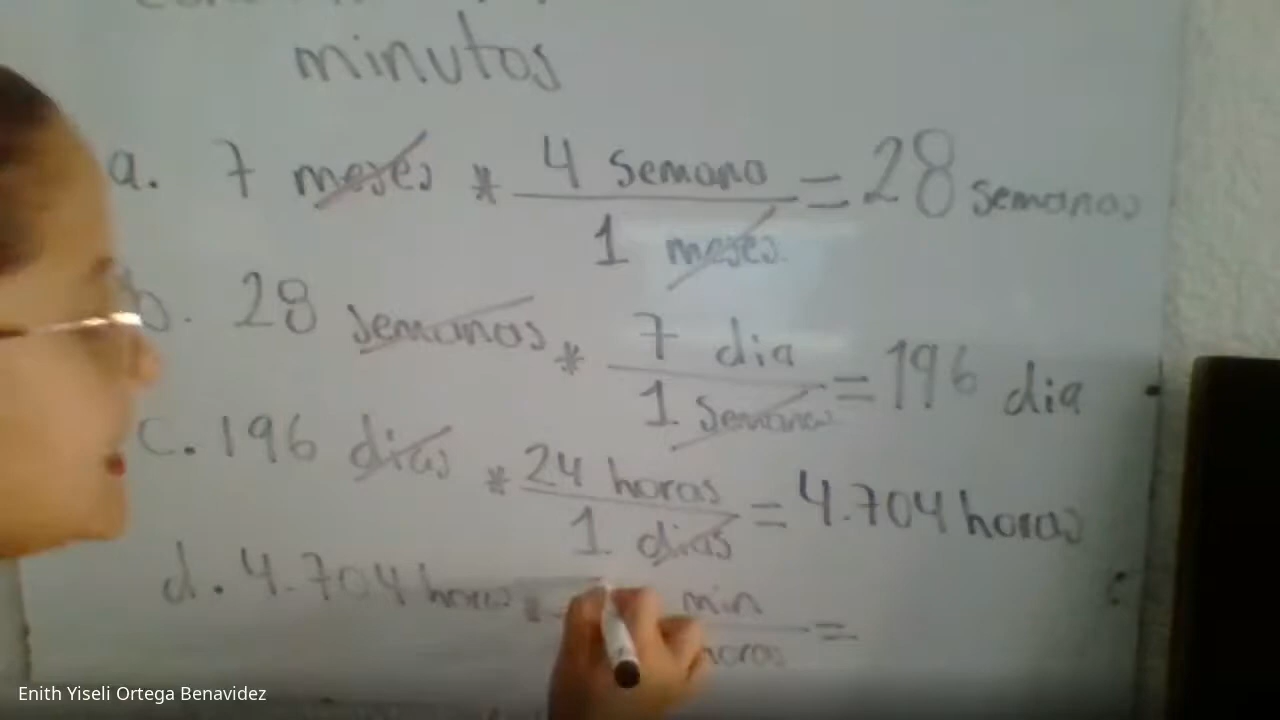 minutos
a. 7 meses * 4 semana / 1 meses = 28 semanas
b. 28 semanas * 7 dia / 1 semanas = 196 dia
c. 196 dias * 24 horas / 1 dias = 4.704 horas
d. 4.704 horas * min / horas =
Enith Yiseli Ortega Benavidez